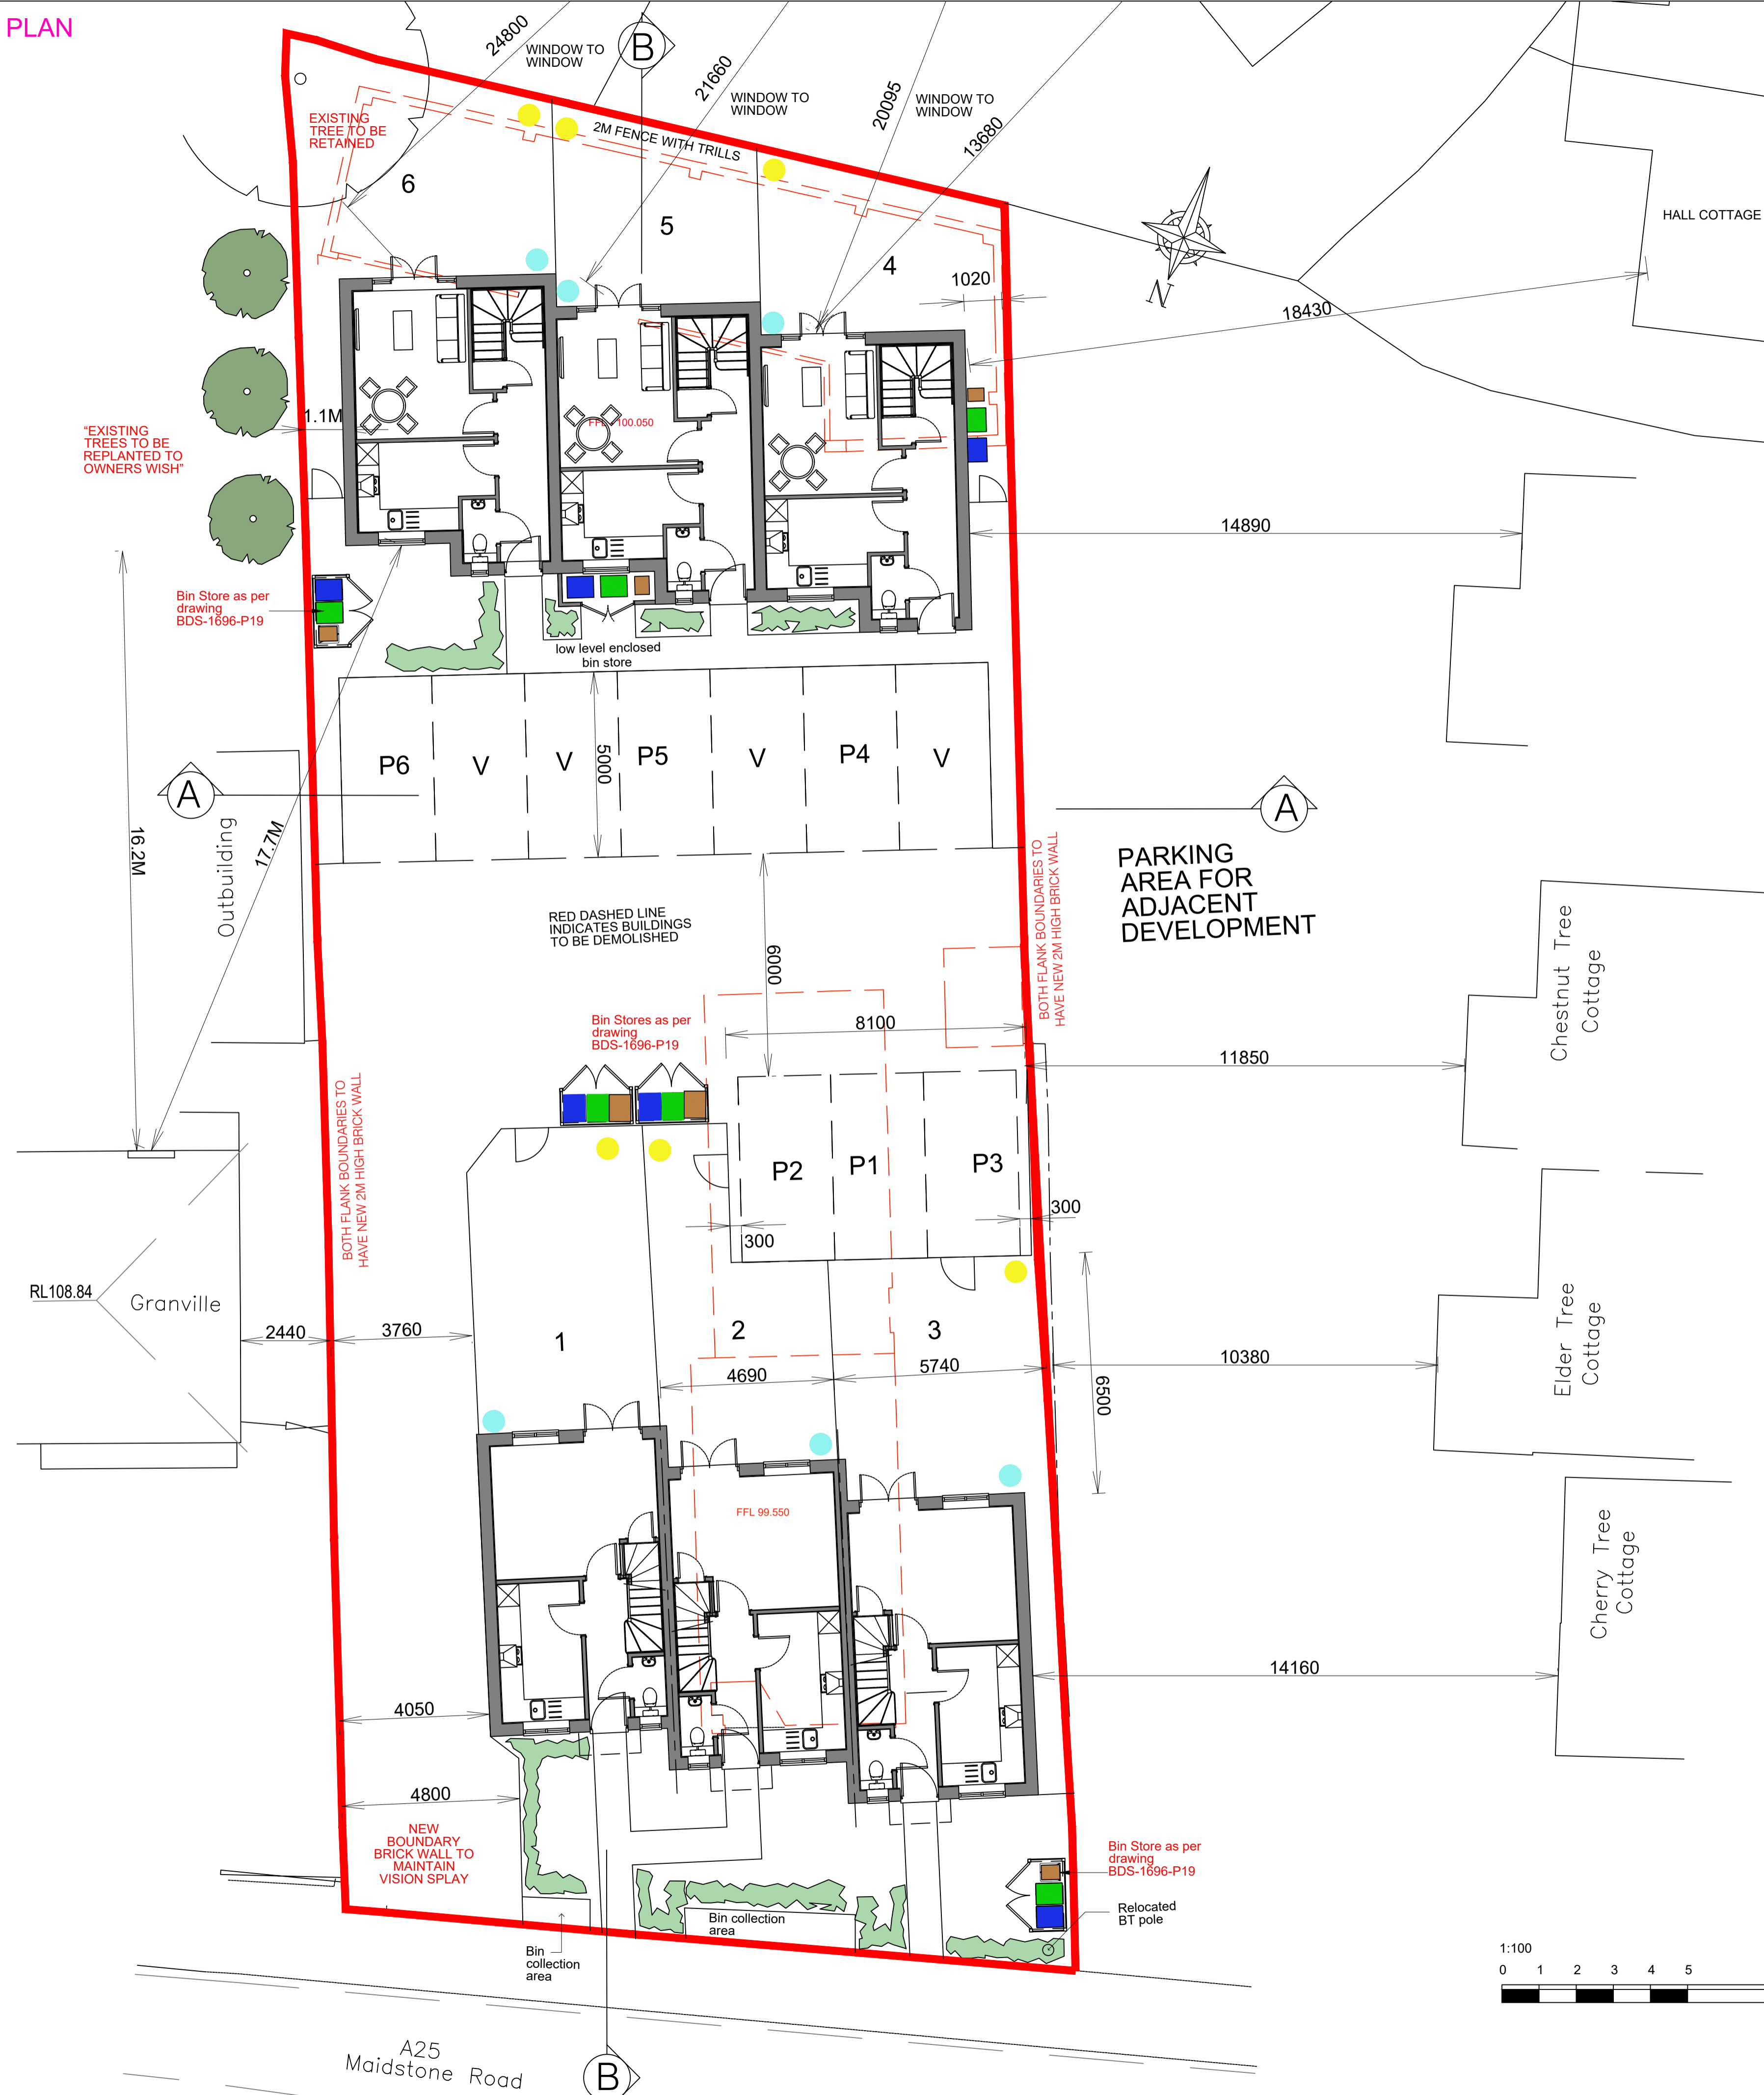 PLAN
24800
WINDOW TO
WINDOW
B
21660
WINDOW TO
WINDOW
20095
WINDOW TO
WINDOW
13680
EXISTING
TREE TO BE
RETAINED
2M FENCE WITH TRILLS
6
5
4
1020
N
HALL COTTAGE
18430
"EXISTING
TREES TO BE
REPLANTED TO
OWNERS WISH"
1.1M
FFL 100.050
14890
Bin Store as per
drawing
BDS-1696-P19
low level enclosed
bin store
P6
V
V
5000
P5
V
P4
V
A
A
16.2M
17.7M
Outbuilding
PARKING
AREA FOR
ADJACENT
DEVELOPMENT
BOTH FLANK BOUNDARIES TO
HAVE NEW 2M HIGH BRICK WALL
RED DASHED LINE
INDICATES BUILDINGS
TO BE DEMOLISHED
6000
Chestnut Tree
Cottage
Bin Stores as per
drawing
BDS-1696-P19
8100
11850
BOTH FLANK BOUNDARIES TO
HAVE NEW 2M HIGH BRICK WALL
P2
P1
P3
300
300
RL108.84
Granville
2440
3760
1
2
3
4690
5740
6500
10380
Elder Tree
Cottage
FFL 99.550
Cherry Tree
Cottage
14160
4050
4800
NEW
BOUNDARY
BRICK WALL TO
MAINTAIN
VISION SPLAY
Bin Store as per
drawing
BDS-1696-P19
Relocated
BT pole
Bin collection
area
Bin
collection
area
1:100
0 1 2 3 4 5
A25
Maidstone Road
B